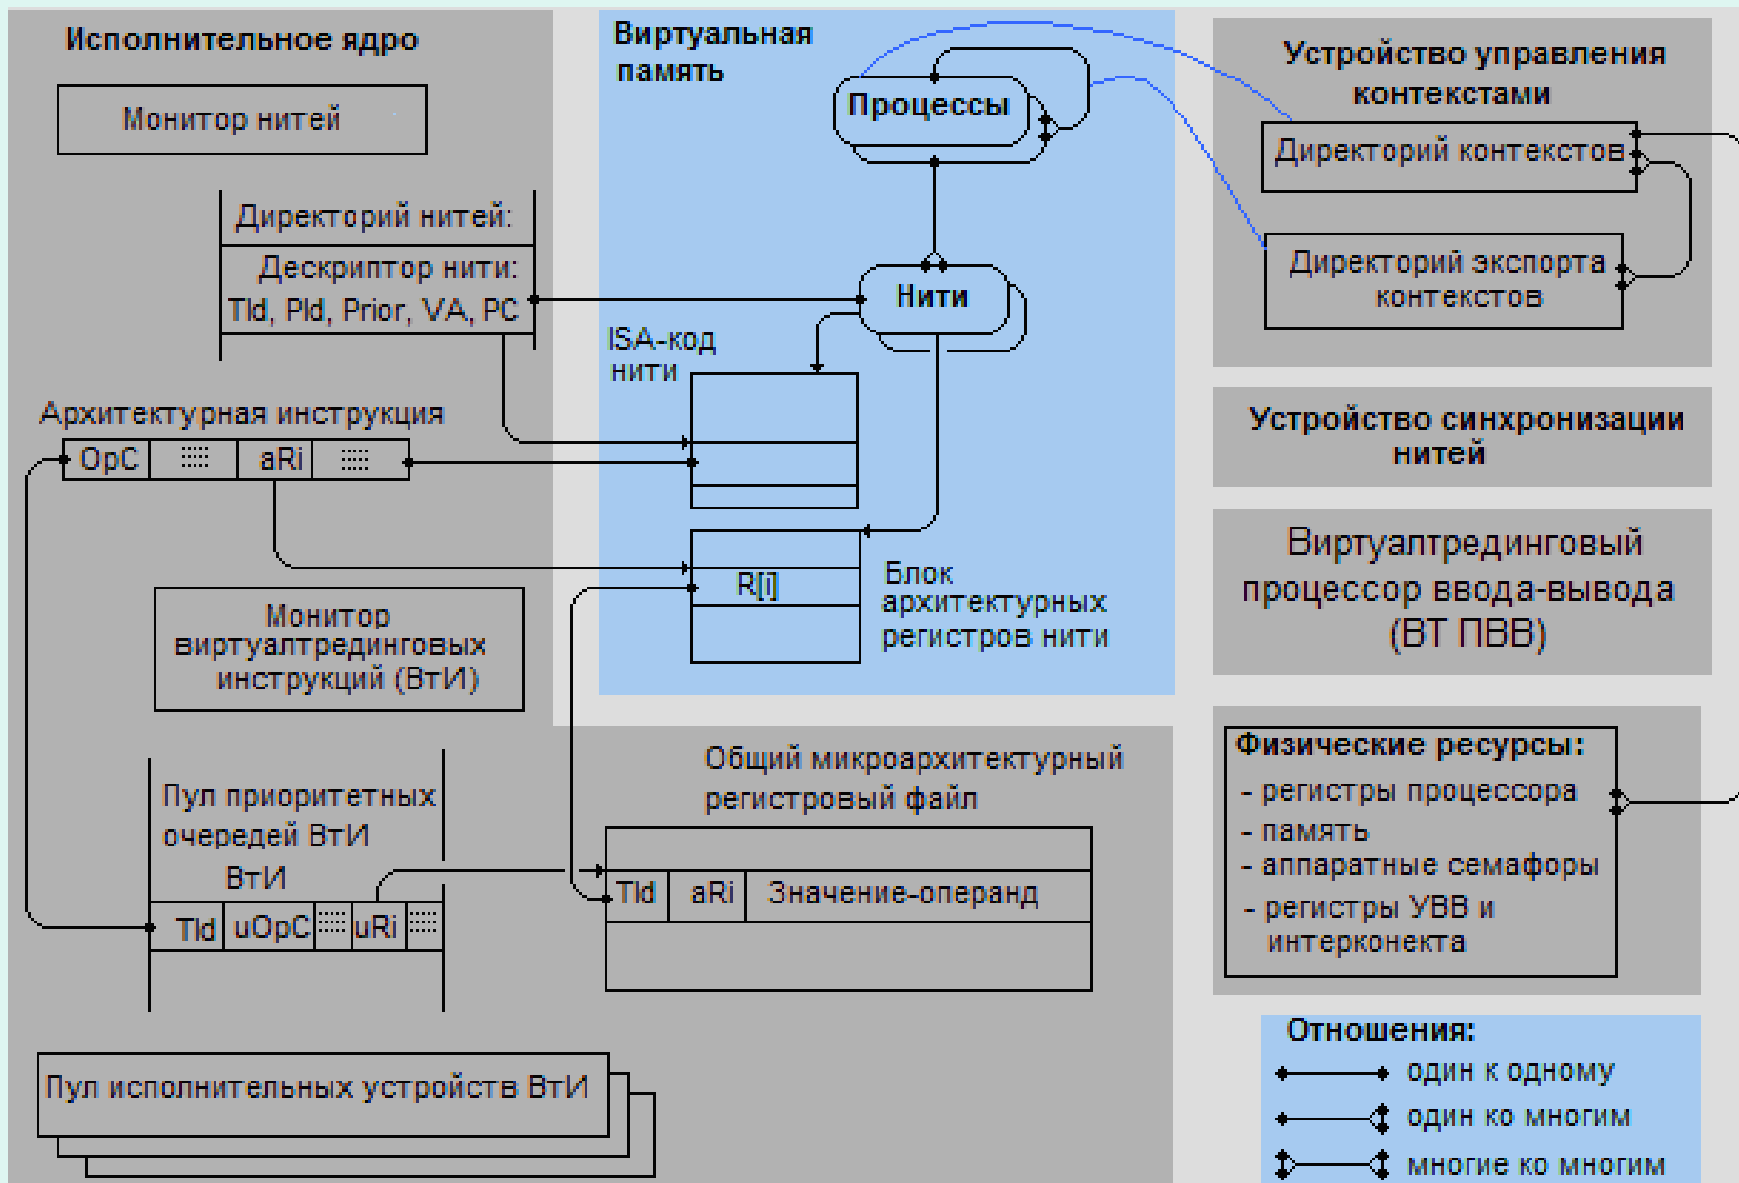 Исполнительное ядро
Монитор нитей
Директорий нитей:
Дескриптор нити:
TId, PId, Prior, VA, PC
Архитектурная инструкция
OpC
aRi
Монитор
виртуалтрединговых
инструкций (ВтИ)
Пул приоритетных
очередей ВтИ
ВтИ
TId
uOpC
uRi
Пул исполнительных устройств ВтИ
Виртуальная
память
Процессы
Нити
ISA-код
нити
R[i]
Блок
архитектурных
регистров нити
Общий микроархитектурный
регистровый файл
TId
aRi
Значение-операнд
Устройство управления
контекстами
Директорий контекстов
Директорий экспорта
контекстов
Устройство синхронизации
нитей
Виртуалтрединговый
процессор ввода-вывода
(ВТ ПВВ)
Физические ресурсы:
- регистры процессора
- память
- аппаратные семафоры
- регистры УВВ и
интерконекта
Отношения:
один к одному
один ко многим
многие ко многим